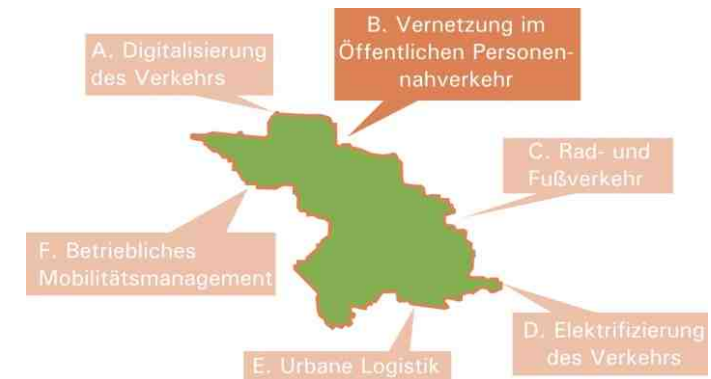 A. Digitalisierung
des Verkehrs
B. Vernetzung im
Öffentlichen Personen-
nahverkehr
C. Rad- und
Fußverkehr
D. Elektrifizierung
des Verkehrs
E. Urbane Logistik
F. Betriebliches
Mobilitätsmanagement